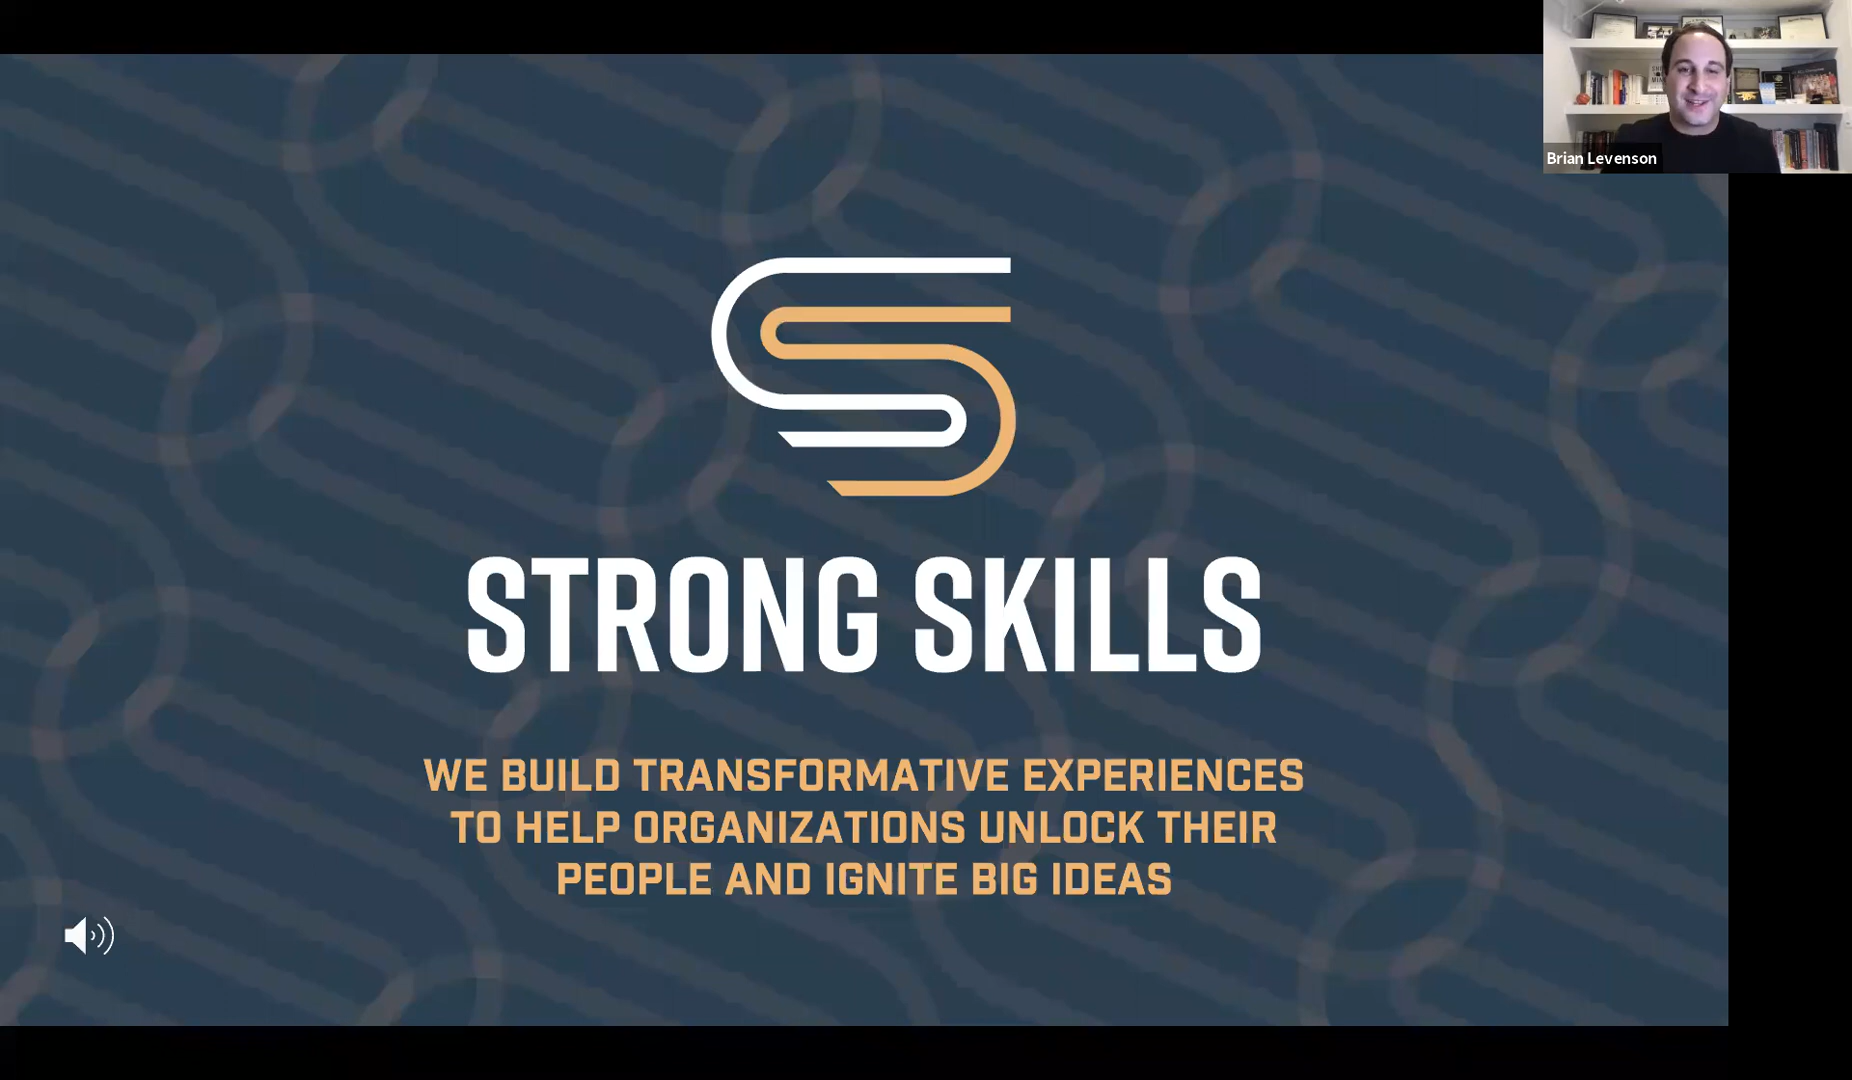 Brian Levenson
STRONG SKILLS
WE BUILD TRANSFORMATIVE EXPERIENCES
TO HELP ORGANIZATIONS UNLOCK THEIR
PEOPLE AND IGNITE BIG IDEAS